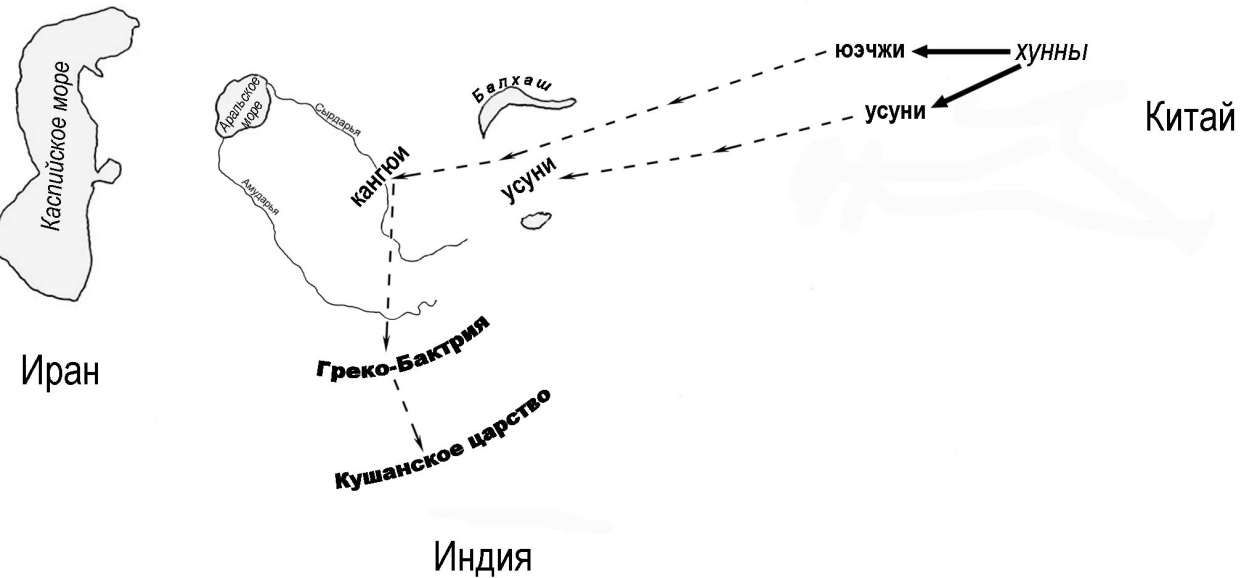 юэчжи
хунны
усуни
Китай
Каспийское море
Аральское
море
Сырдарья
Балхаш
кангюи
усуни
Амударья
Греко-Бактрия
Иран
Кушанское царство
Индия